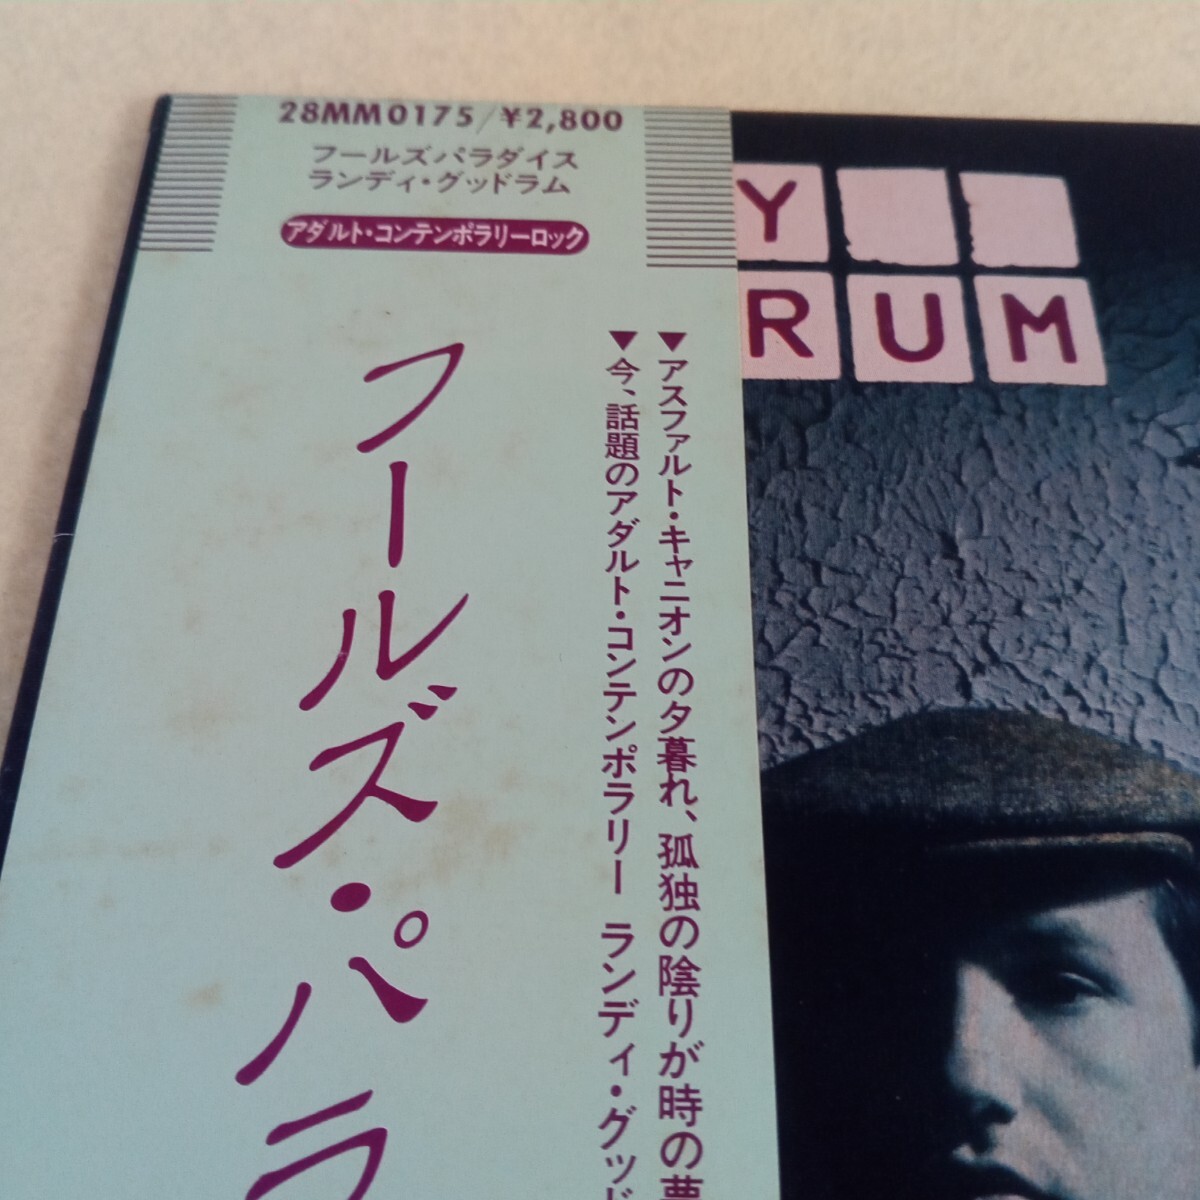 28MM0175/¥2,800
フールズパラダイス
ランディ・グッドラム
アダルト・コンテンポラリーロック
フールズ・パラ
▼アスファルト・キャニオンの夕暮れ、孤独の陰りが時の夢
▼今、話題のアダルト・コンテンポラリー ランディ・グッド
Y
RUM